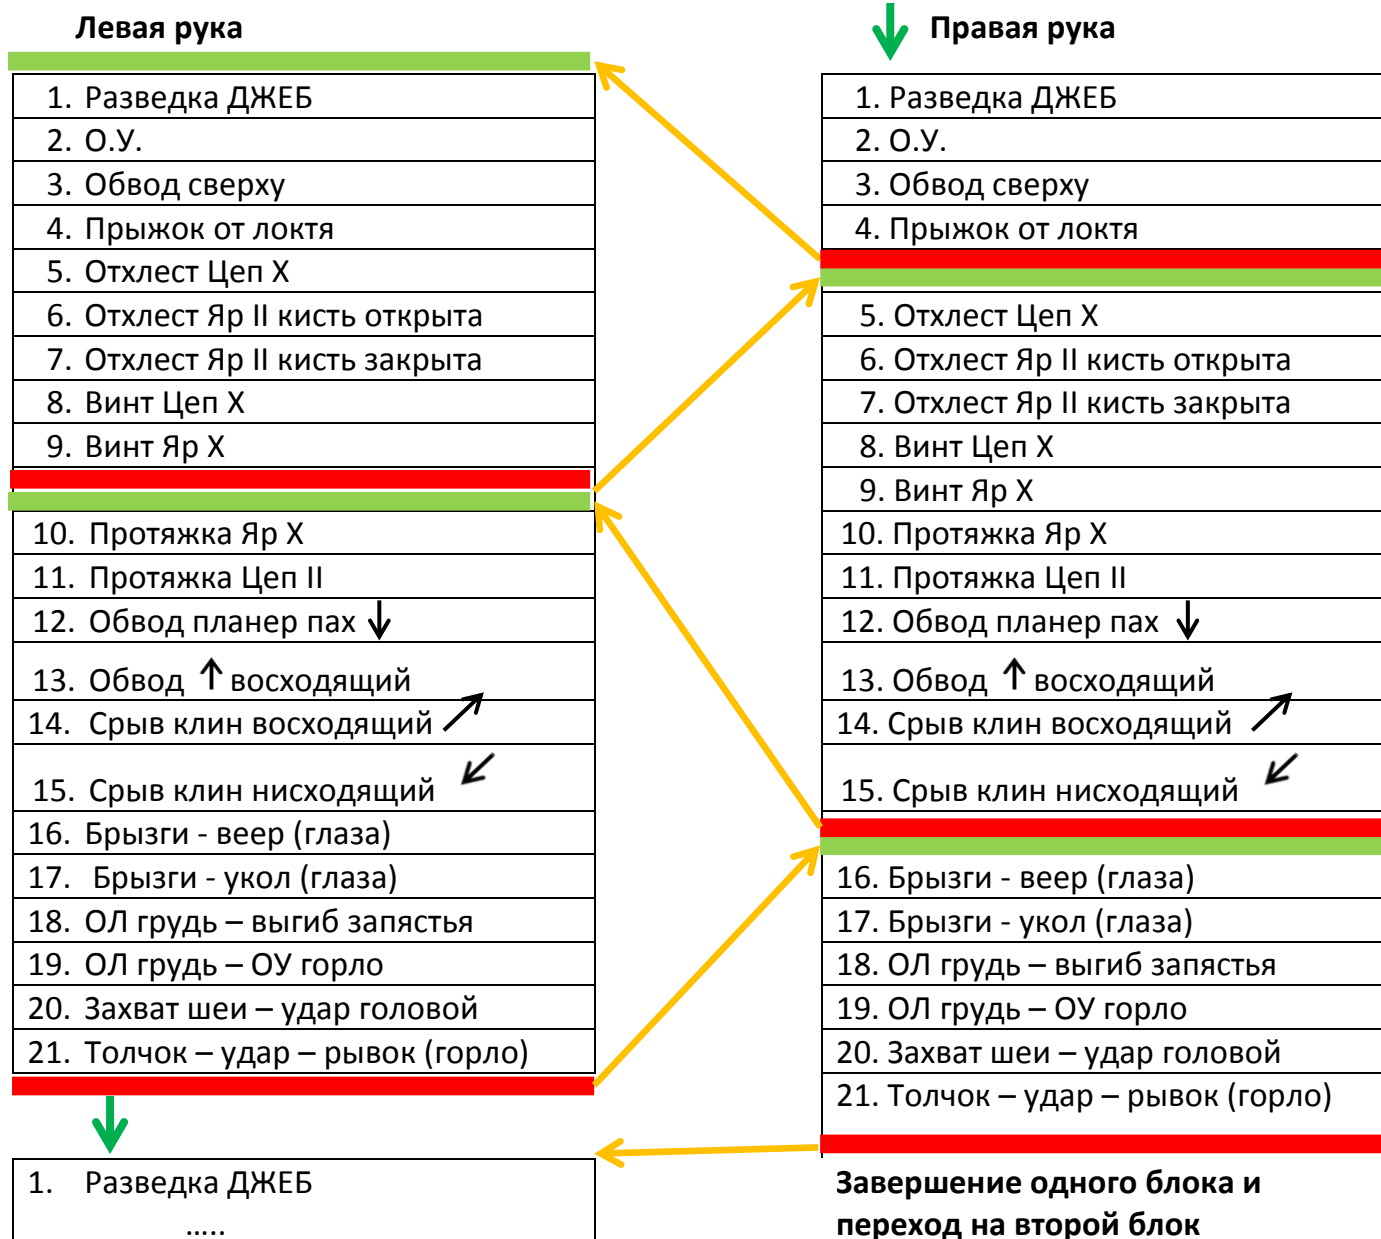 Левая рука
1. Разведка ДЖЕБ
2. О.У.
3. Обвод сверху
4. Прыжок от локтя
5. Отхлест Цеп X
6. Отхлест Яр II кисть открыта
7. Отхлест Яр II кисть закрыта
8. Винт Цеп X
9. Винт Яр X
10. Протяжка Яр X
11. Протяжка Цеп II
12. Обвод планер пах ↓
13. Обвод ↑ восходящий
14. Срыв клин восходящий ↗
15. Срыв клин нисходящий ↙
16. Брызги - веер (глаза)
17. Брызги - укол (глаза)
18. ОЛ грудь – выгиб запястья
19. ОЛ грудь – ОУ горло
20. Захват шеи – удар головой
21. Толчок – удар – рывок (горло)
1. Разведка ДЖЕБ
.....
Правая рука
1. Разведка ДЖЕБ
2. О.У.
3. Обвод сверху
4. Прыжок от локтя
5. Отхлест Цеп X
6. Отхлест Яр II кисть открыта
7. Отхлест Яр II кисть закрыта
8. Винт Цеп X
9. Винт Яр X
10. Протяжка Яр X
11. Протяжка Цеп II
12. Обвод планер пах ↓
13. Обвод ↑ восходящий
14. Срыв клин восходящий ↗
15. Срыв клин нисходящий ↙
16. Брызги - веер (глаза)
17. Брызги - укол (глаза)
18. ОЛ грудь – выгиб запястья
19. ОЛ грудь – ОУ горло
20. Захват шеи – удар головой
21. Толчок – удар – рывок (горло)
Завершение одного блока и
переход на второй блок